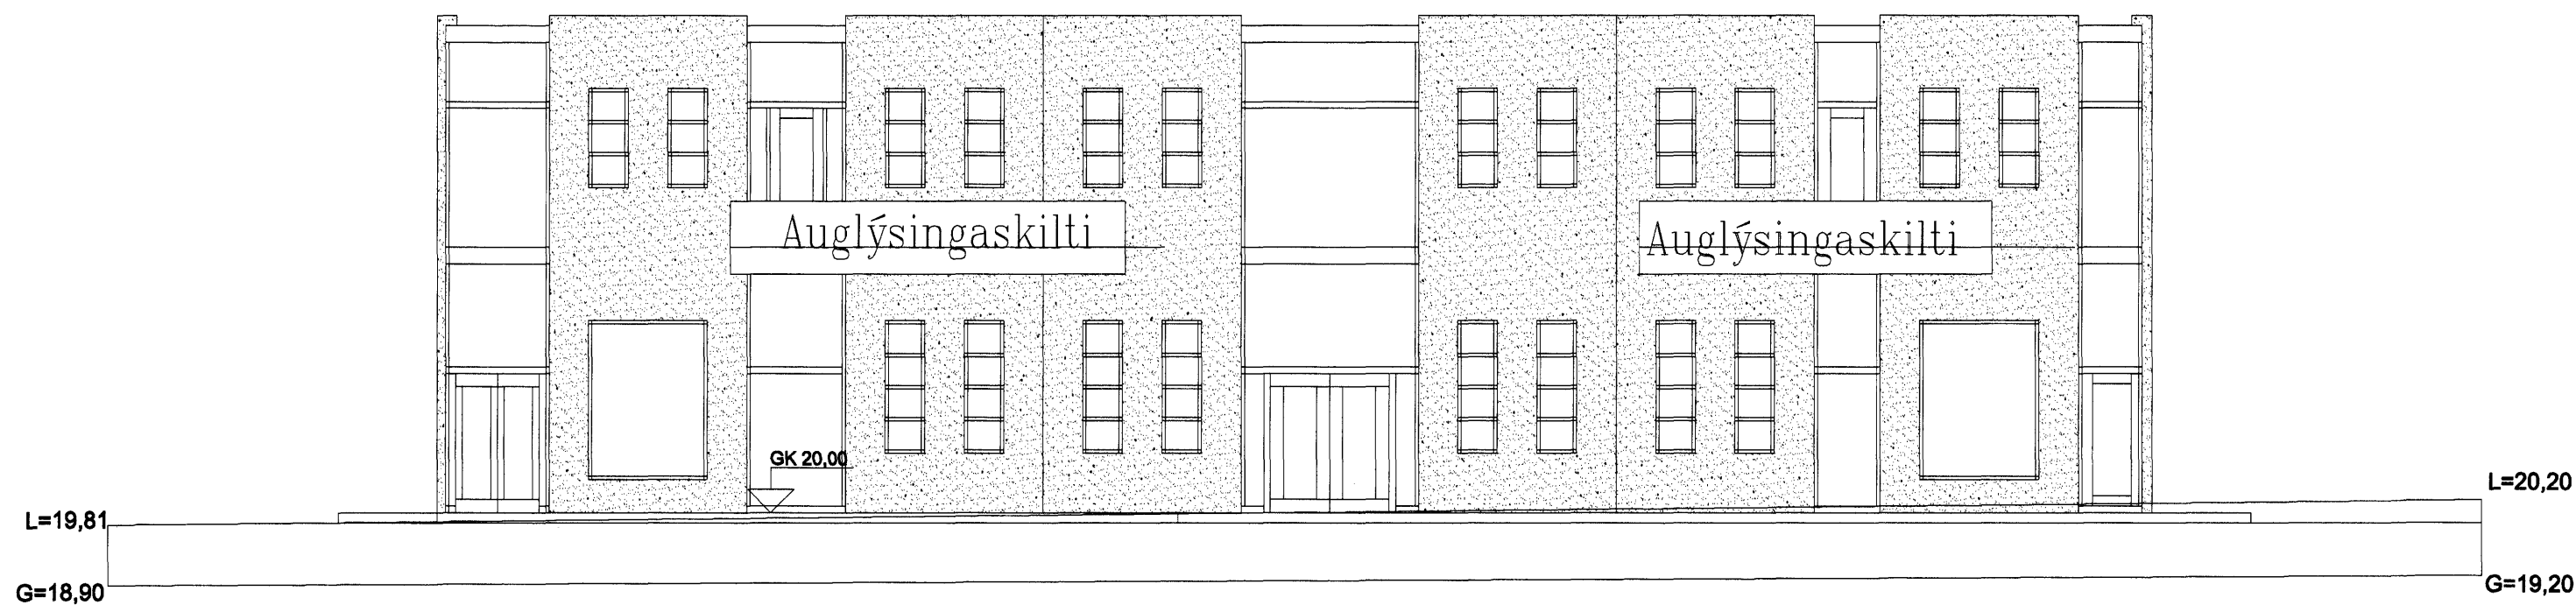 Auglýsingaskilti
Auglýsingaskilti
GK 20,00
L=20,20
L=19,81
G=18,90
G=19,20